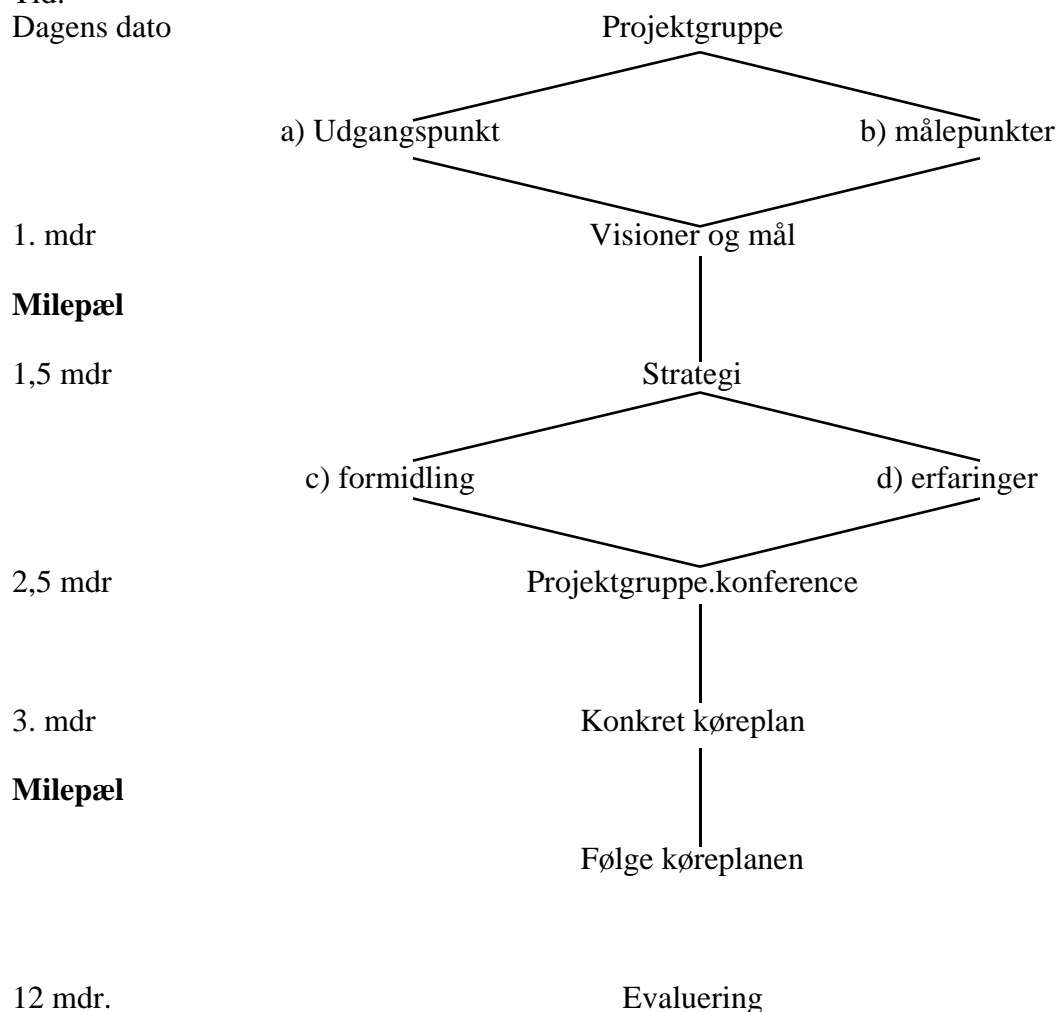 Tid.
Dagens dato Projektgruppe
a) Udgangspunkt b) målepunkter
1. mdr Visioner og mål
Milepæl
1,5 mdr Strategi
c) formidling d) erfaringer
2,5 mdr Projektgruppe.konference
3. mdr Konkret køreplan
Milepæl
Følge køreplanen
12 mdr. Evaluering